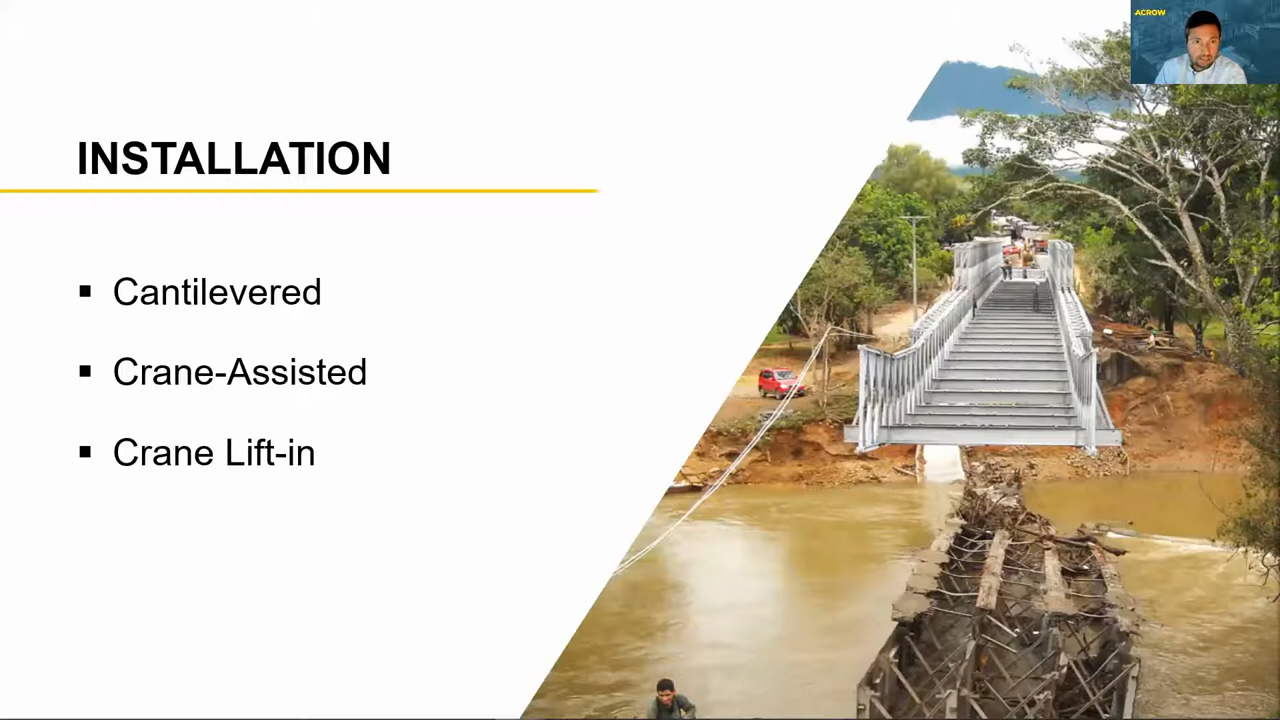 ACROW
INSTALLATION
▪ Cantilevered
▪ Crane-Assisted
▪ Crane Lift-in